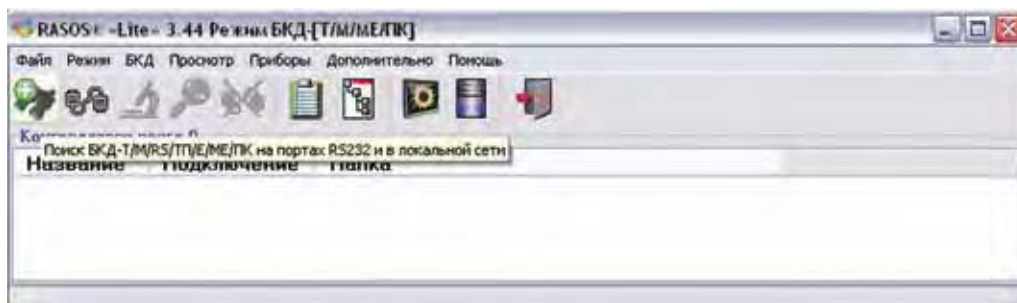 RASOS® -Lite- 3.44 Режим БКД-[Т/М/МЕ/ПК]
Файл Режим БКД Просмотр Приборы Дополнительно Помощь
Поиск БКД-Т/М/RS/ТП/Е/МЕ/ПК на портах RS232 и в локальной сети
Название Подключение Папка